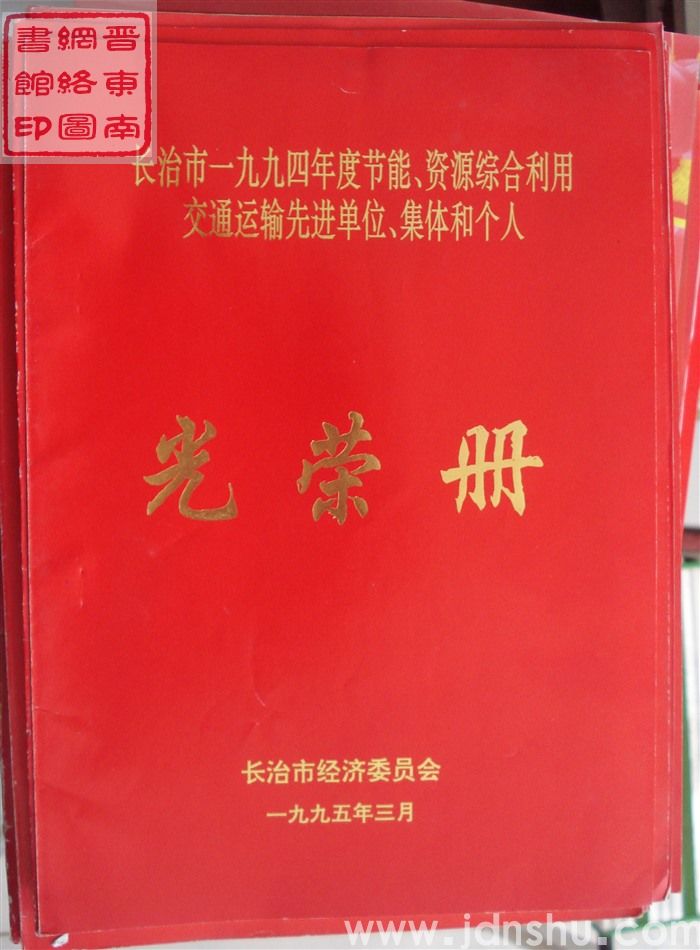 晋东南
網络圖
書館印
长治市一九九四年度节能、资源综合利用
交通运输先进单位、集体和个人
光荣册
长治市经济委员会
一九九五年三月
www.jdnshu.com